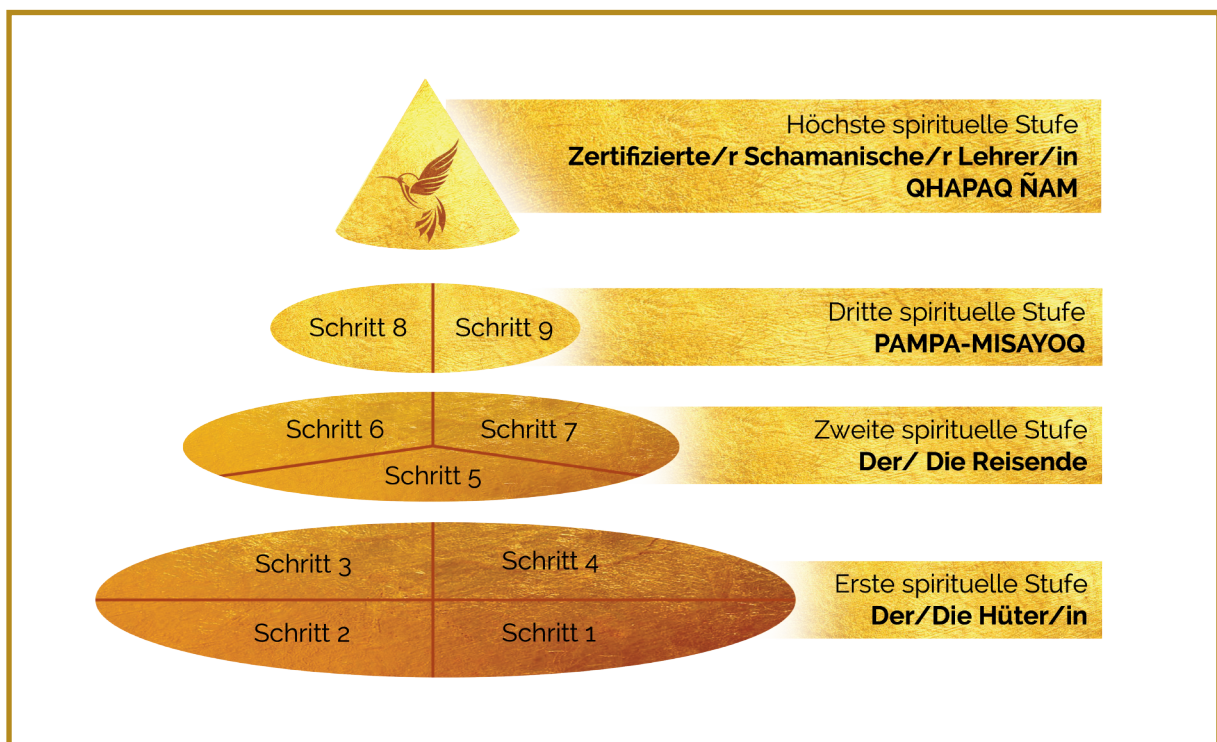 Höchste spirituelle Stufe
Zertifizierte/r Schamanische/r Lehrer/in
QHAPAQ ÑAM
Schritt 8
Schritt 9
Dritte spirituelle Stufe
PAMPA-MISAYOQ
Schritt 6
Schritt 7
Schritt 5
Zweite spirituelle Stufe
Der/ Die Reisende
Schritt 3
Schritt 4
Schritt 2
Schritt 1
Erste spirituelle Stufe
Der/Die Hüter/in